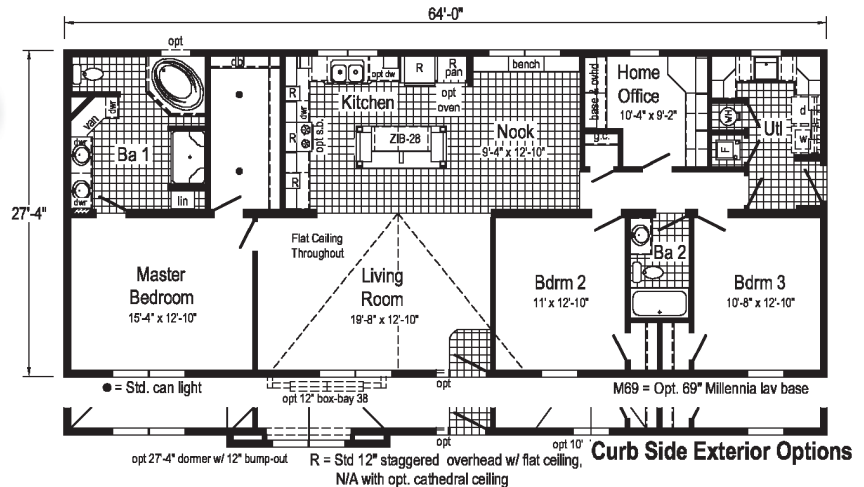 64'-0"
opt
dbl
opt dw
R
R
pan
bench
base & ovhd
Home
Office
10'-4" x 9'-2"
R
Kitchen
opt
oven
dwr
van
dwr
WH
d
Utl
R
opt s.b.
ZIB-28
Nook
9'-4" x 12'-10"
g.c.
F
w
dwr
Ba 1
R
lin
dwr
27'-4"
Flat Ceiling
Throughout
Ba 2
Master
Bedroom
15'-4" x 12'-10"
Living
Room
19'-8" x 12'-10"
Bdrm 2
11' x 12'-10"
Bdrm 3
10'-8" x 12'-10"
= Std. can light
opt
opt 12" box-bay 38
M69 = Opt. 69" Millennia lav base
opt
opt 10'
Curb Side Exterior Options
opt 27'-4" dormer w/ 12" bump-out
R = Std 12" staggered overhead w/ flat ceiling,
N/A with opt. cathedral ceiling